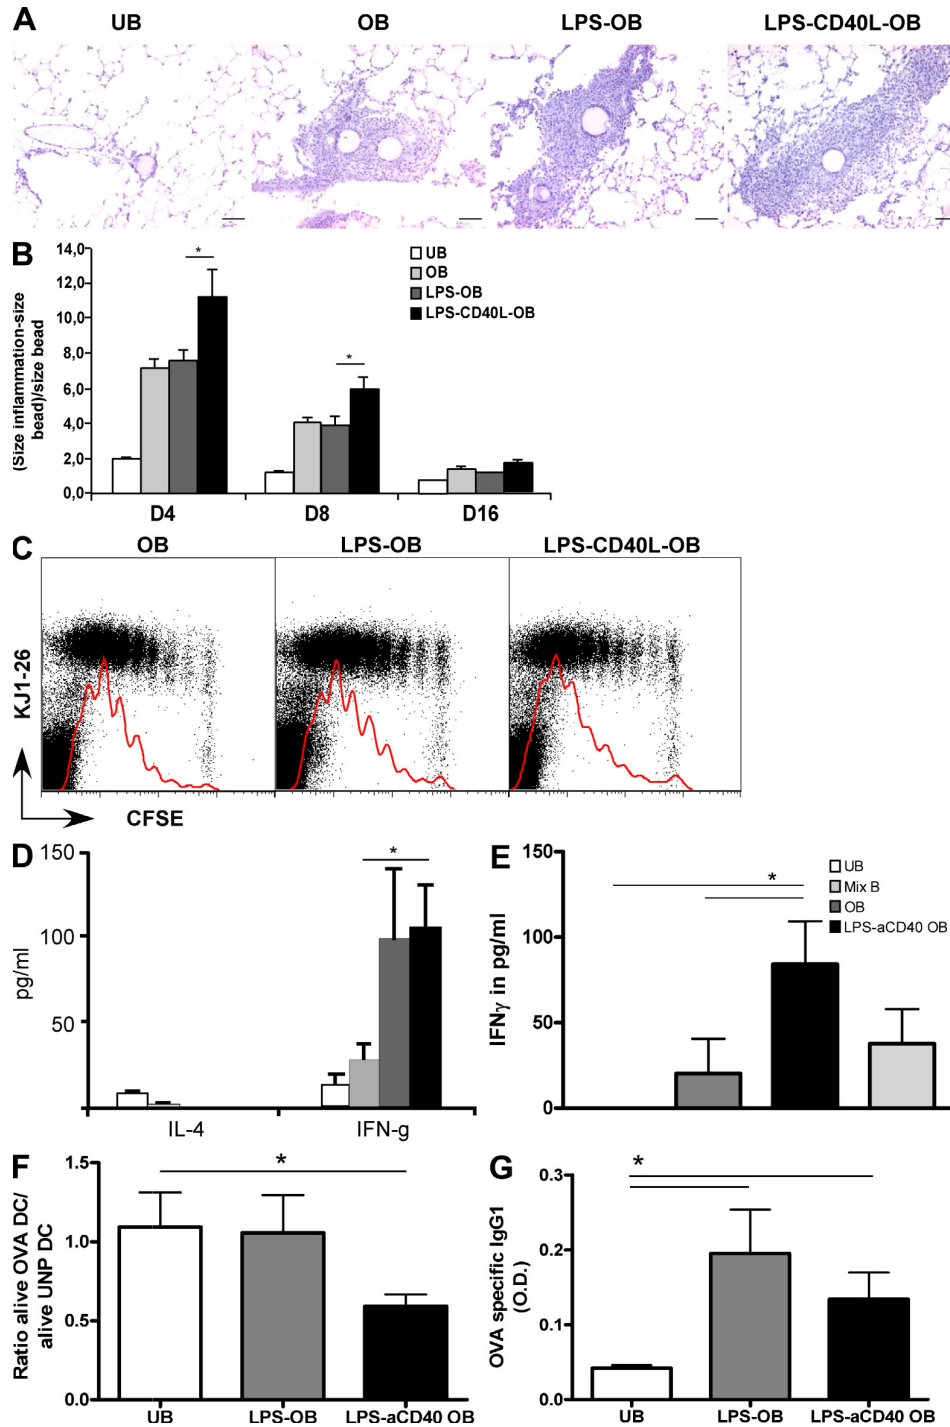 A
UB
OB
LPS-OB
LPS-CD40L-OB
B
(Size inflammation-size
bead)/size bead
14,0
12,0
10,0
8,0
6,0
4,0
2,0
0,0
*
*
UB
OB
LPS-OB
LPS-CD40L-OB
D4
D8
D16
C
OB
LPS-OB
LPS-CD40L-OB
KJ1-26
CFSE
D
pg/ml
150
100
50
*
IL-4
IFN-g
E
IFNγ in pg/ml
150
100
50
0
*
UB
Mix B
OB
LPS-aCD40 OB
F
Ratio alive OVA DC/
alive UNP DC
1.5
1.0
0.5
0.0
*
UB
LPS-OB
LPS-aCD40 OB
G
OVA specific IgG1
(O.D.)
0.3
0.2
0.1
0.0
*
UB
LPS-OB
LPS-aCD40 OB